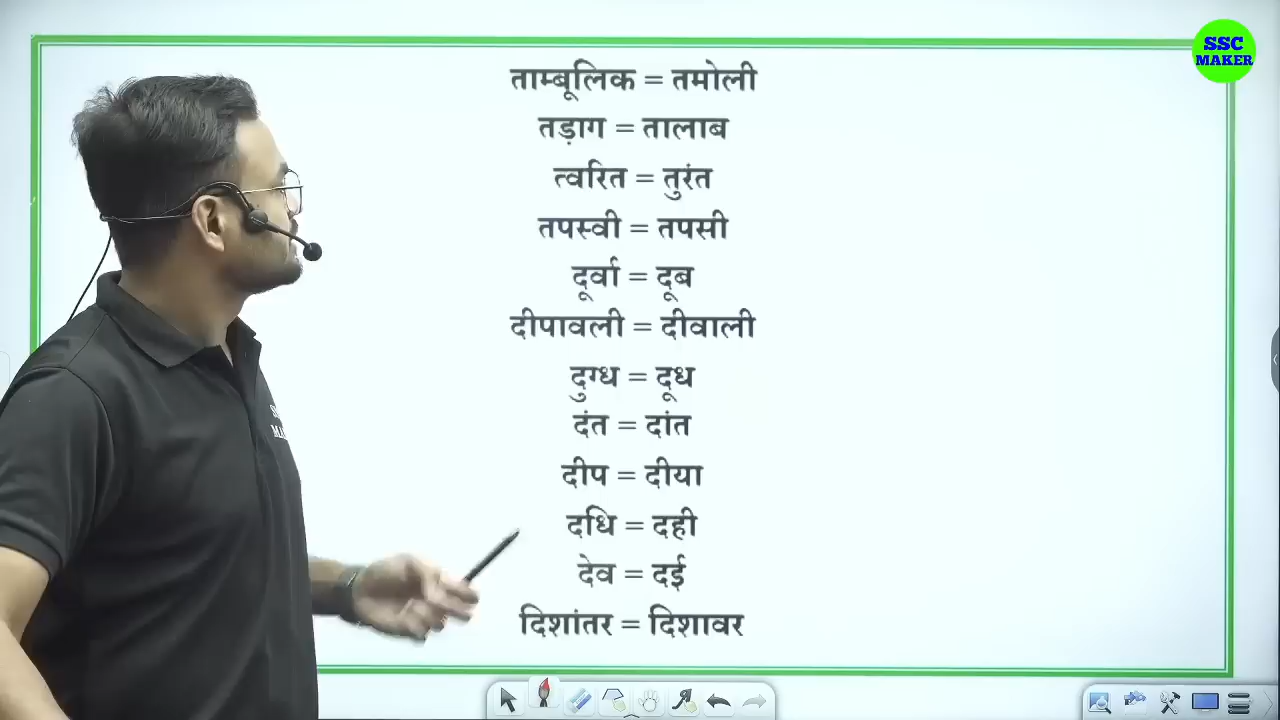 SSC
MAKER
ताम्बूलिक = तमोली
तड़ाग = तालाब
त्वरित = तुरंत
तपस्वी = तपसी
दूर्वा = दूब
दीपावली = दीवाली
दुग्ध = दूध
दंत = दांत
दीप = दीया
दधि = दही
देव = दई
दिशांतर = दिशावर